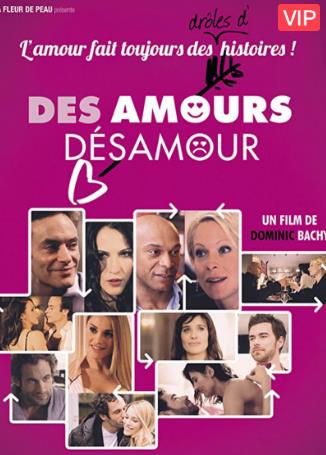 VIP
À FLEUR DE PEAU présente
drôles d'
L'amour fait toujours des histoires !
DES AMOURS
DÉSAMOUR
UN FILM DE
DOMINIC BACHY